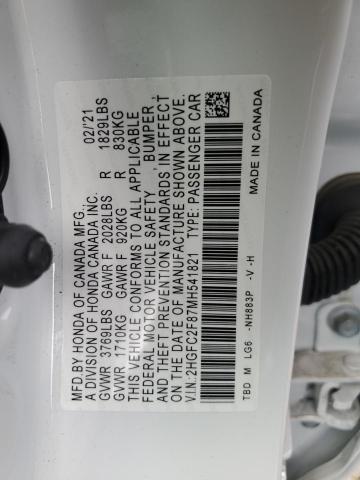 MFD.BY HONDA OF CANADA MFG.,
A DIVISION OF HONDA CANADA INC. 02/21
GVWR 3769LBS GAWR F 2028LBS R 1829LBS
GVWR 1710KG GAWR F 920KG R 830KG
THIS VEHICLE CONFORMS TO ALL APPLICABLE
FEDERAL MOTOR VEHICLE SAFETY BUMPER,
AND THEFT PREVENTION STANDARDS IN EFFECT
ON THE DATE OF MANUFACTURE SHOWN ABOVE.
V.I.N.:2HGFC2F87MH541821 TYPE: PASSENGER CAR
TBD M LG6 -NH883P -V -H MADE IN CANADA